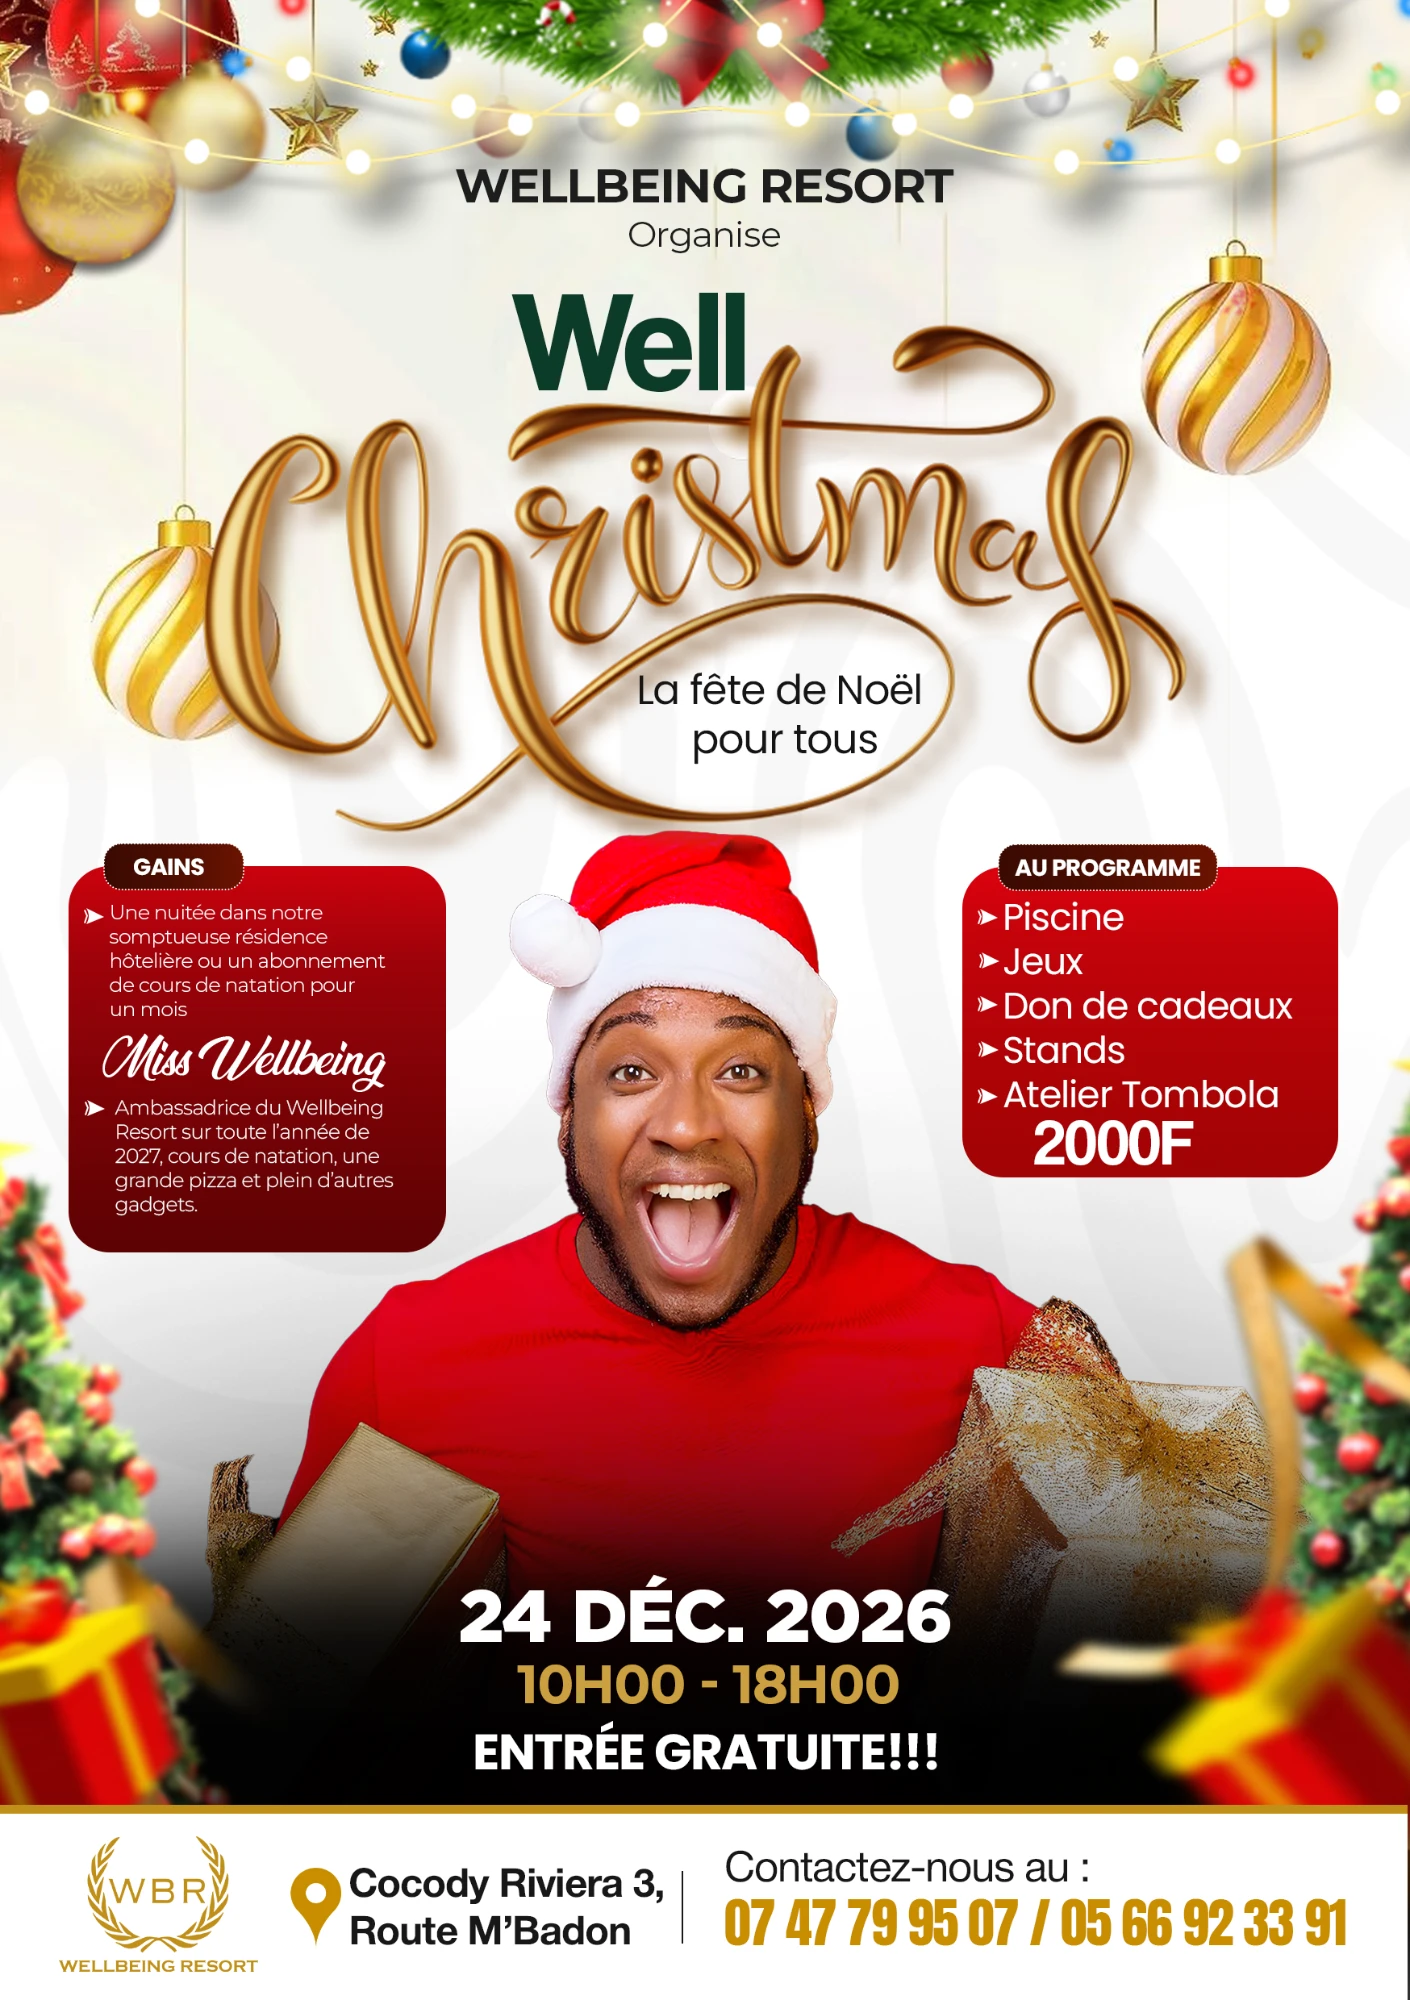 WELLBEING RESORT
Organise
Well
Christmas
La fête de Noël
pour tous
GAINS
Une nuitée dans notre
somptueuse résidence
hôtelière ou un abonnement
de cours de natation pour
un mois
Miss Wellbeing
Ambassadrice du Wellbeing
Resort sur toute l'année de
2027, cours de natation, une
grande pizza et plein d'autres
gadgets.
AU PROGRAMME
Piscine
Jeux
Don de cadeaux
Stands
Atelier Tombola
2000F
24 DÉC. 2026
10H00 - 18H00
ENTRÉE GRATUITE!!!
WBR
WELLBEING RESORT
Cocody Riviera 3,
Route M'Badon
Contactez-nous au :
07 47 79 95 07 / 05 66 92 33 91